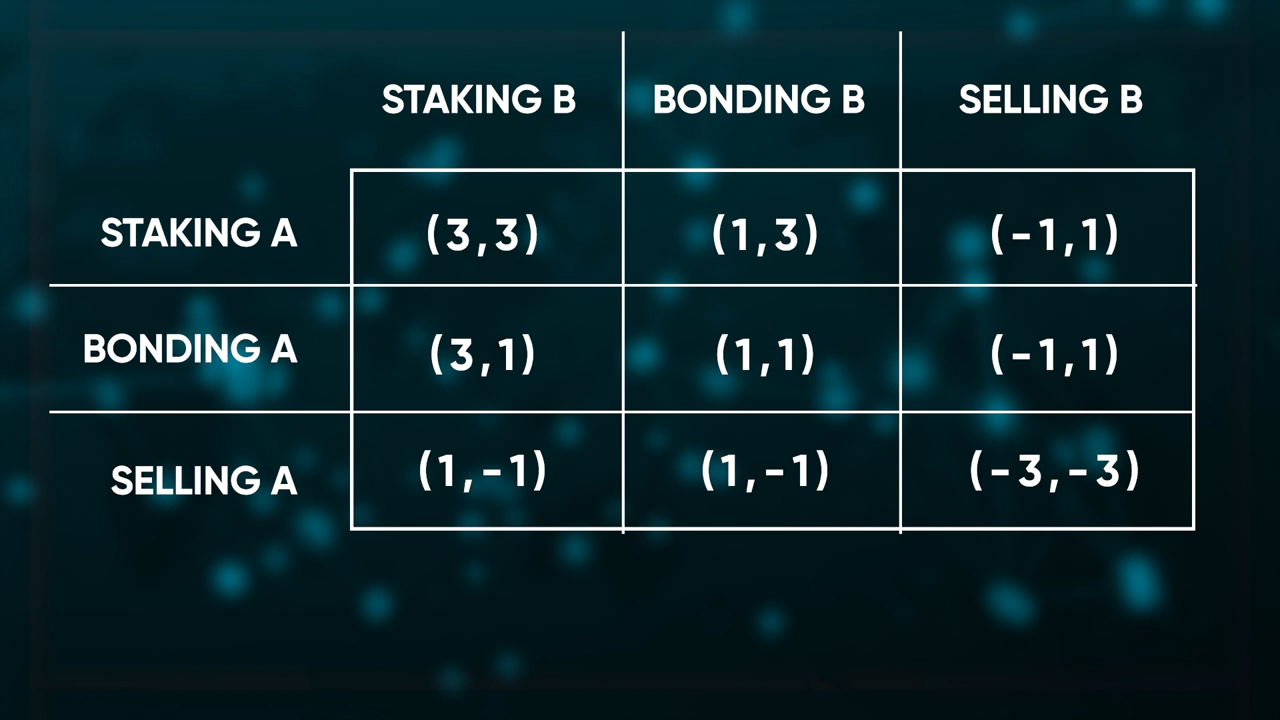 STAKING B BONDING B SELLING B
STAKING A (3,3) (1,3) (-1,1)
BONDING A (3,1) (1,1) (-1,1)
SELLING A (1,-1) (1,-1) (-3,-3)